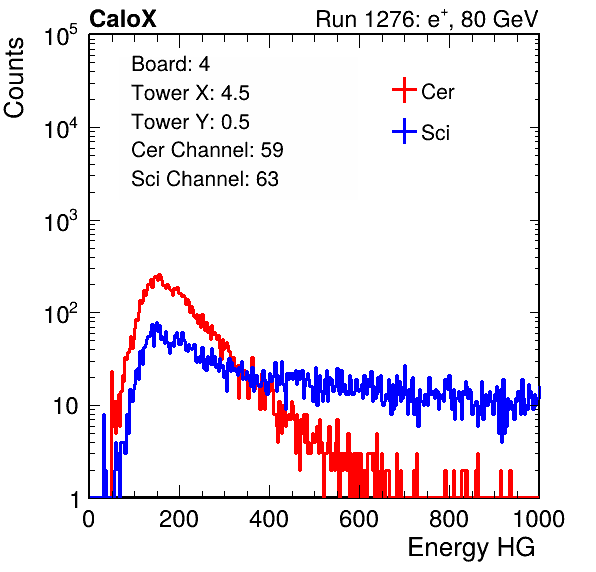 CaloX Run 1276: e⁺, 80 GeV
Counts
Board: 4
Tower X: 4.5
Tower Y: 0.5
Cer Channel: 59
Sci Channel: 63
Cer
Sci
10⁵
10⁴
10³
10²
10
1
0 200 400 600 800 1000
Energy HG